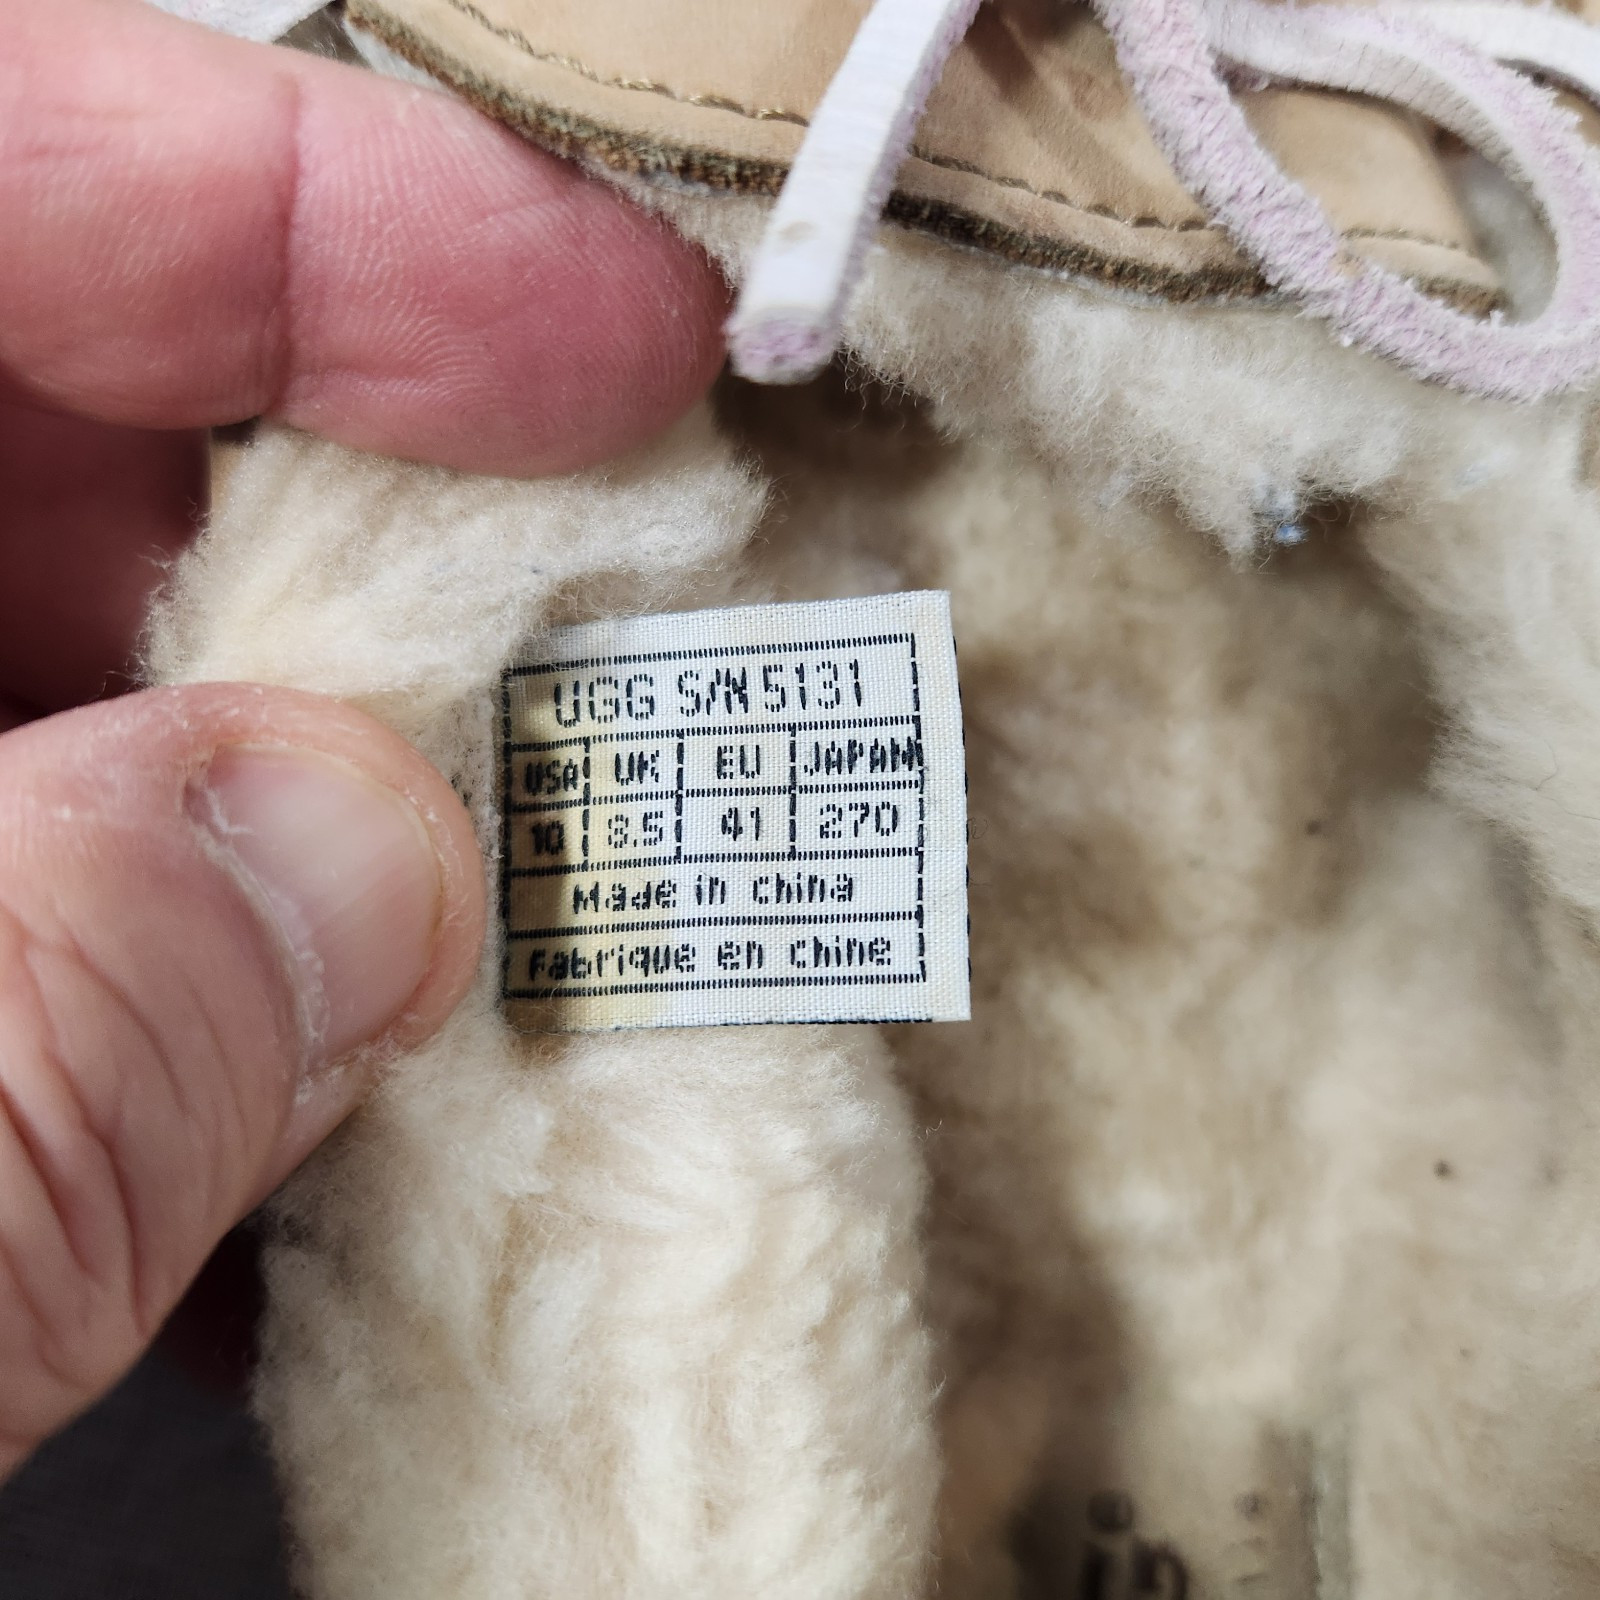 UGG S/N 5131
USA UK EU JAPAN
10 8.5 41 270
Made in china
Fabrique en chine